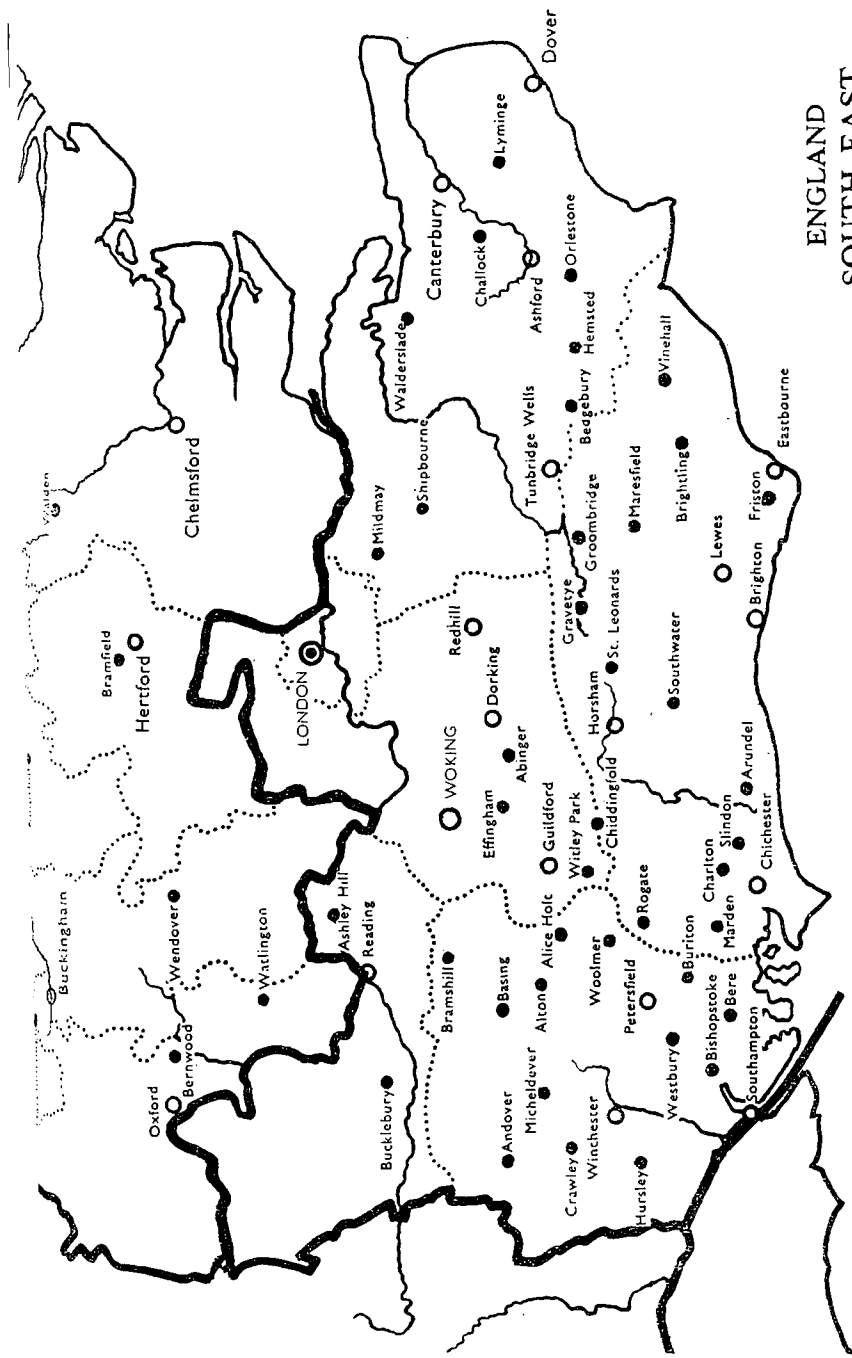 Buckingham
Walden
Oxford
Bernwood
Wendover
Bramfield
Hertford
Chelmsford
Watlington
LONDON
Ashley Hill
Reading
Bucklebury
Mildmay
Walderslade
Shipbourne
Bramshill
WOKING
Redhill
Canterbury
Andover
Basing
Effingham
Abinger
Dorking
Challock
Lyminge
Micheldever
Alton
Alice Holt
Guildford
Tunbridge Wells
Ashford
Dover
Crawley
Winchester
Woolmer
Witley Park
Chiddingfold
Horsham
St. Leonards
Gravetye
Groombridge
Bedgebury
Hemsted
Orlestone
Hursley
Petersfield
Rogate
Maresfield
Westbury
Buriton
Southwater
Brightling
Vinehall
Bishopstoke
Bere
Marden
Charlton
Slindon
Arundel
Lewes
Southampton
Chichester
Brighton
Friston
Eastbourne
ENGLAND
SOUTH EAST